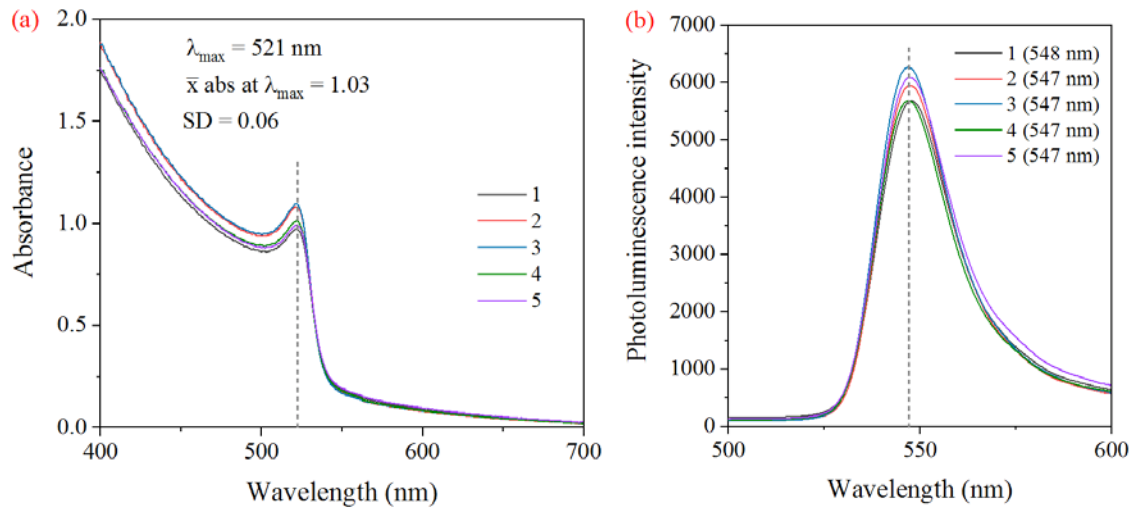 (a)
2.0
1.5
1.0
0.5
0.0
Absorbance
λmax = 521 nm
x̅ abs at λmax = 1.03
SD = 0.06
1
2
3
4
5
400
500
600
700
Wavelength (nm)
(b)
7000
6000
5000
4000
3000
2000
1000
0
Photoluminescence intensity
1 (548 nm)
2 (547 nm)
3 (547 nm)
4 (547 nm)
5 (547 nm)
500
550
600
Wavelength (nm)